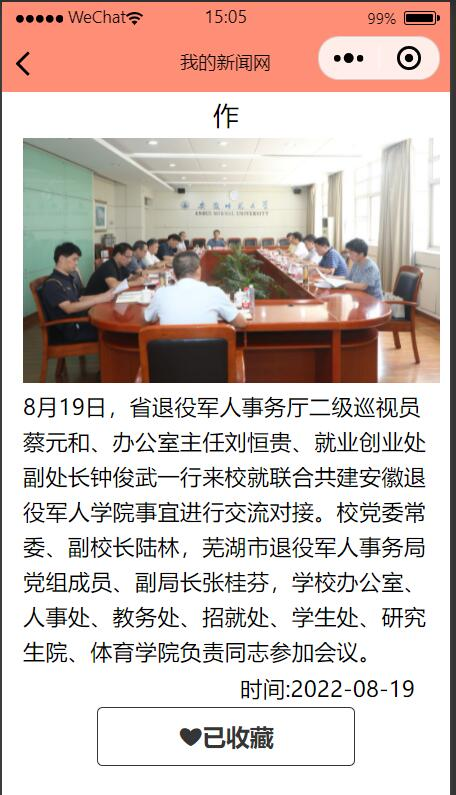 WeChat 15:05 99%
我的新闻网
作
安徽师范大学
ANHUI NORMAL UNIVERSITY
8月19日，省退役军人事务厅二级巡视员
蔡元和、办公室主任刘恒贵、就业创业处
副处长钟俊武一行来校就联合共建安徽退
役军人学院事宜进行交流对接。校党委常
委、副校长陆林，芜湖市退役军人事务局
党组成员、副局长张桂芬，学校办公室、
人事处、教务处、招就处、学生处、研究
生院、体育学院负责同志参加会议。
时间:2022-08-19
已收藏